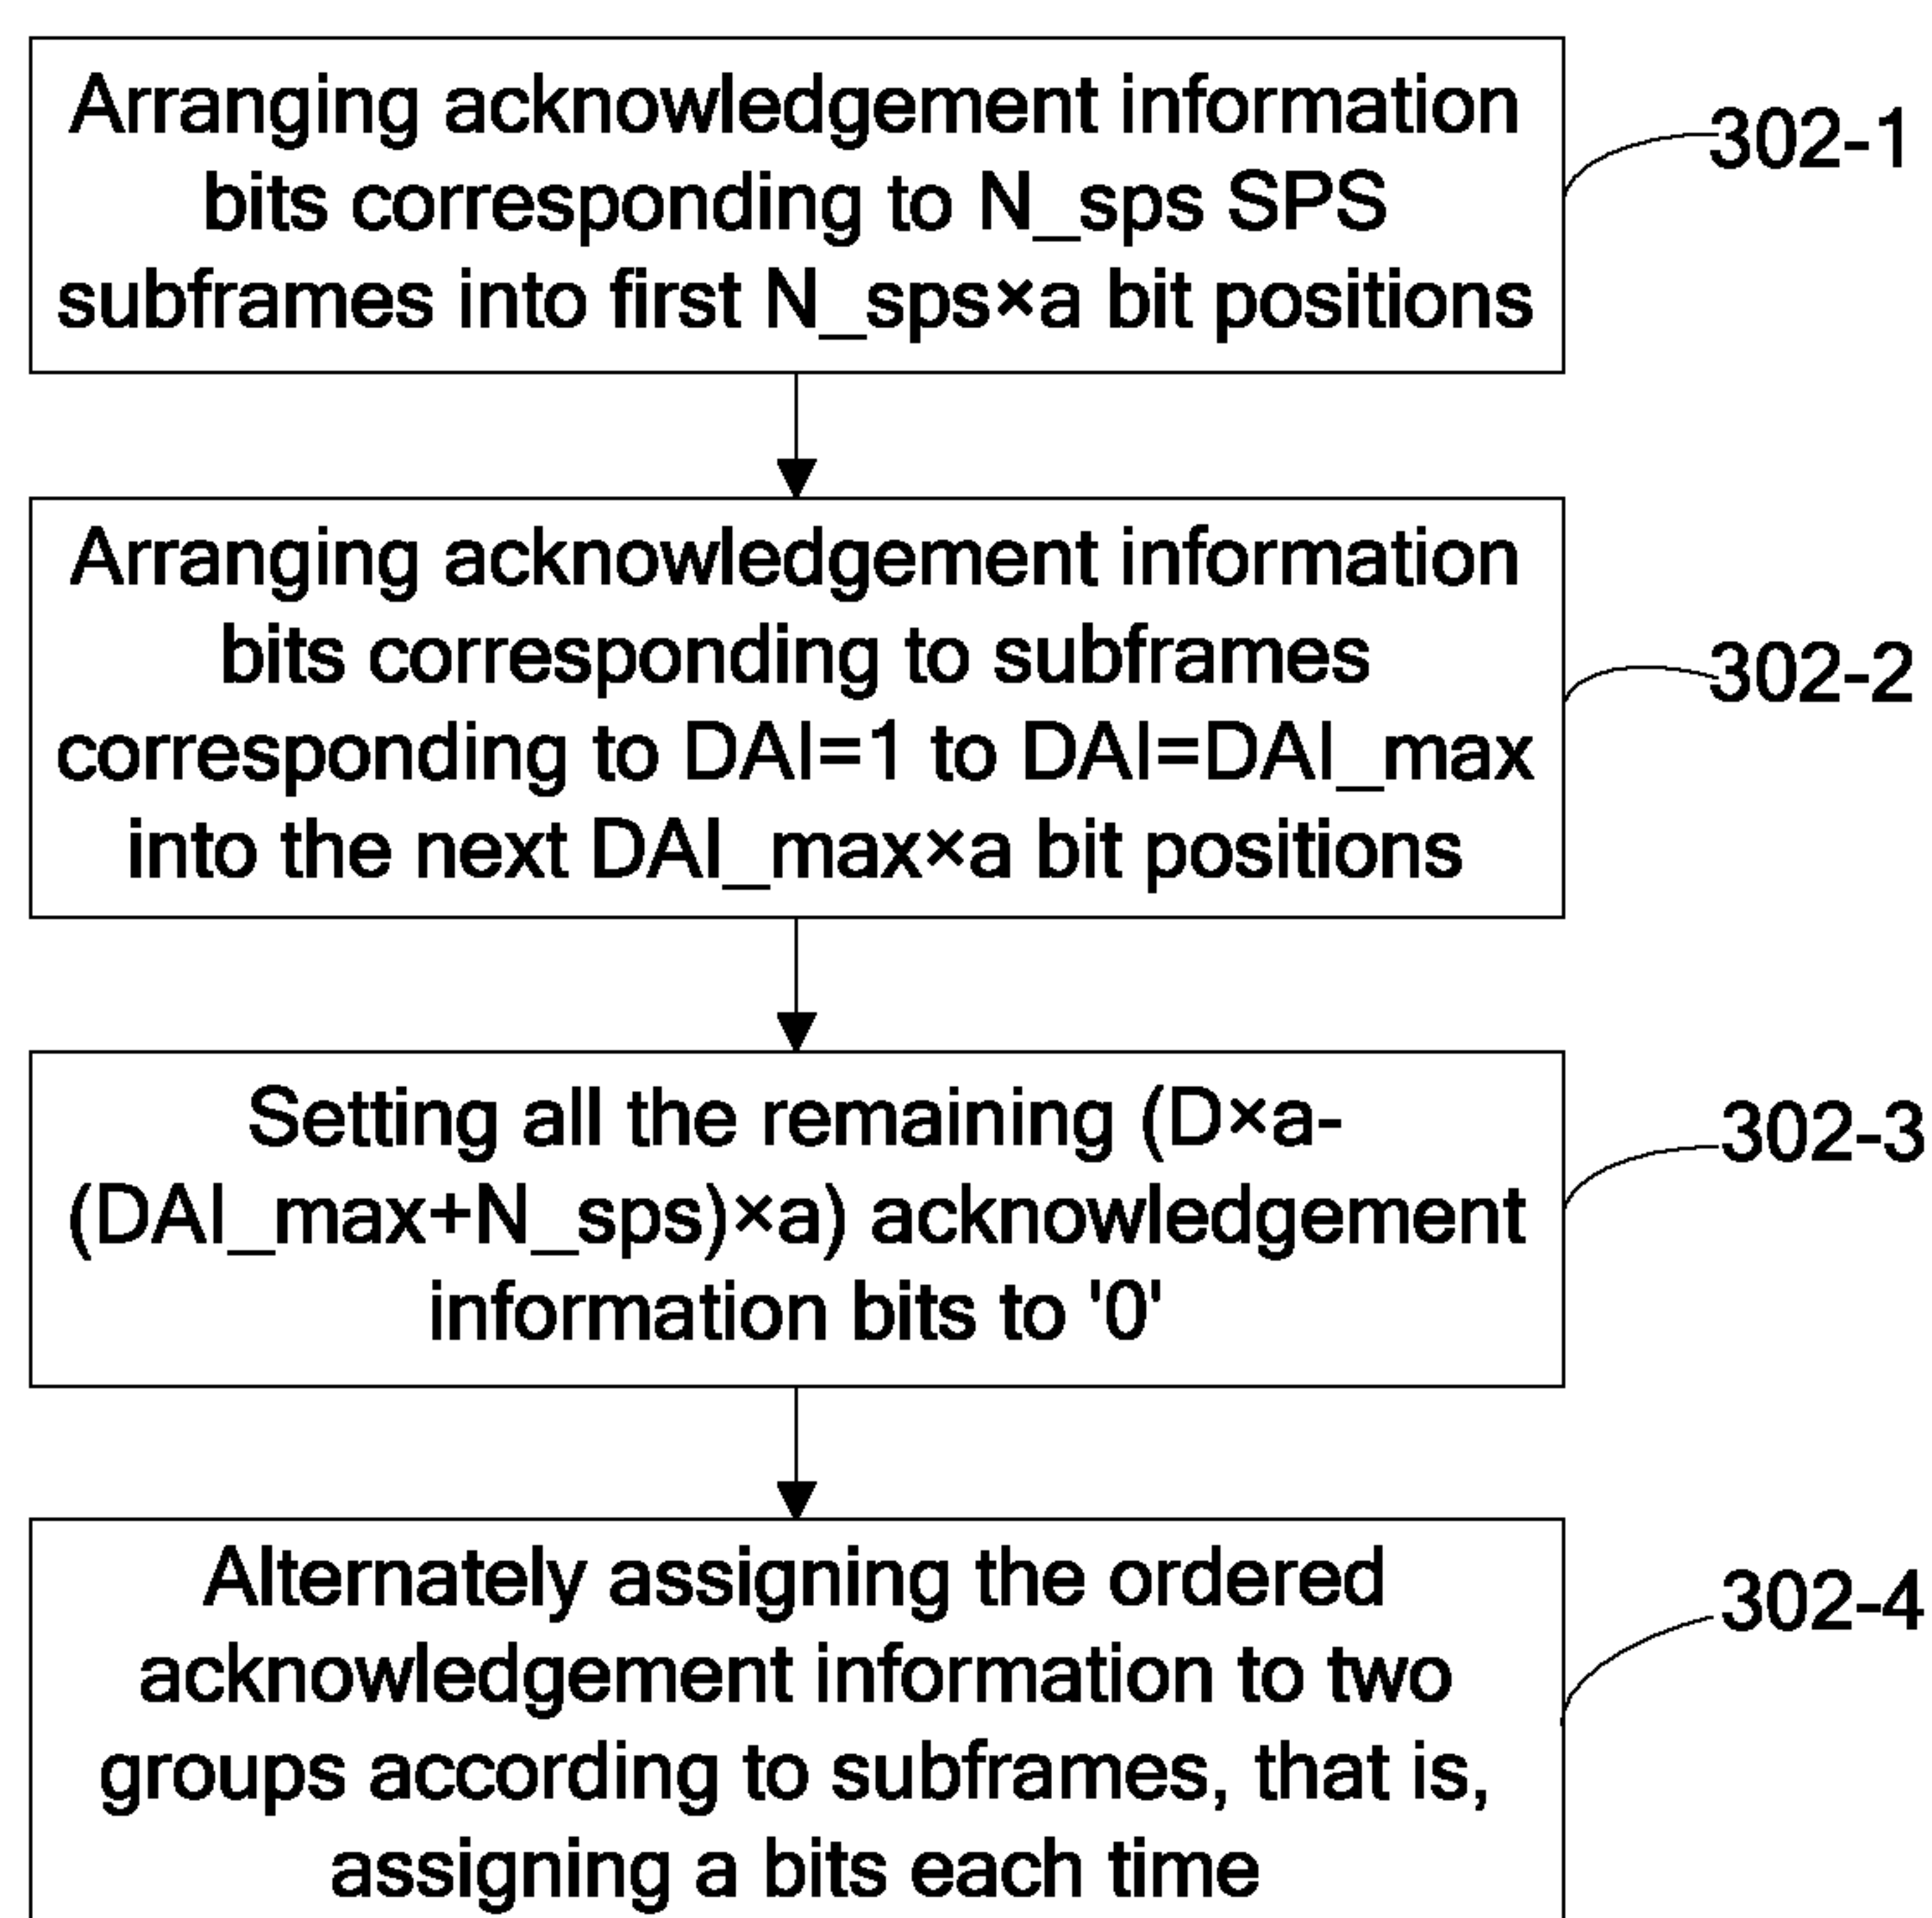 Arranging acknowledgement information
bits corresponding to N_sps SPS
subframes into first N_sps×a bit positions
302-1
Arranging acknowledgement information
bits corresponding to subframes
corresponding to DAI=1 to DAI=DAI_max
into the next DAI_max×a bit positions
302-2
Setting all the remaining (D×a-
(DAI_max+N_sps)×a) acknowledgement
information bits to '0'
302-3
Alternately assigning the ordered
acknowledgement information to two
groups according to subframes, that is,
assigning a bits each time
302-4